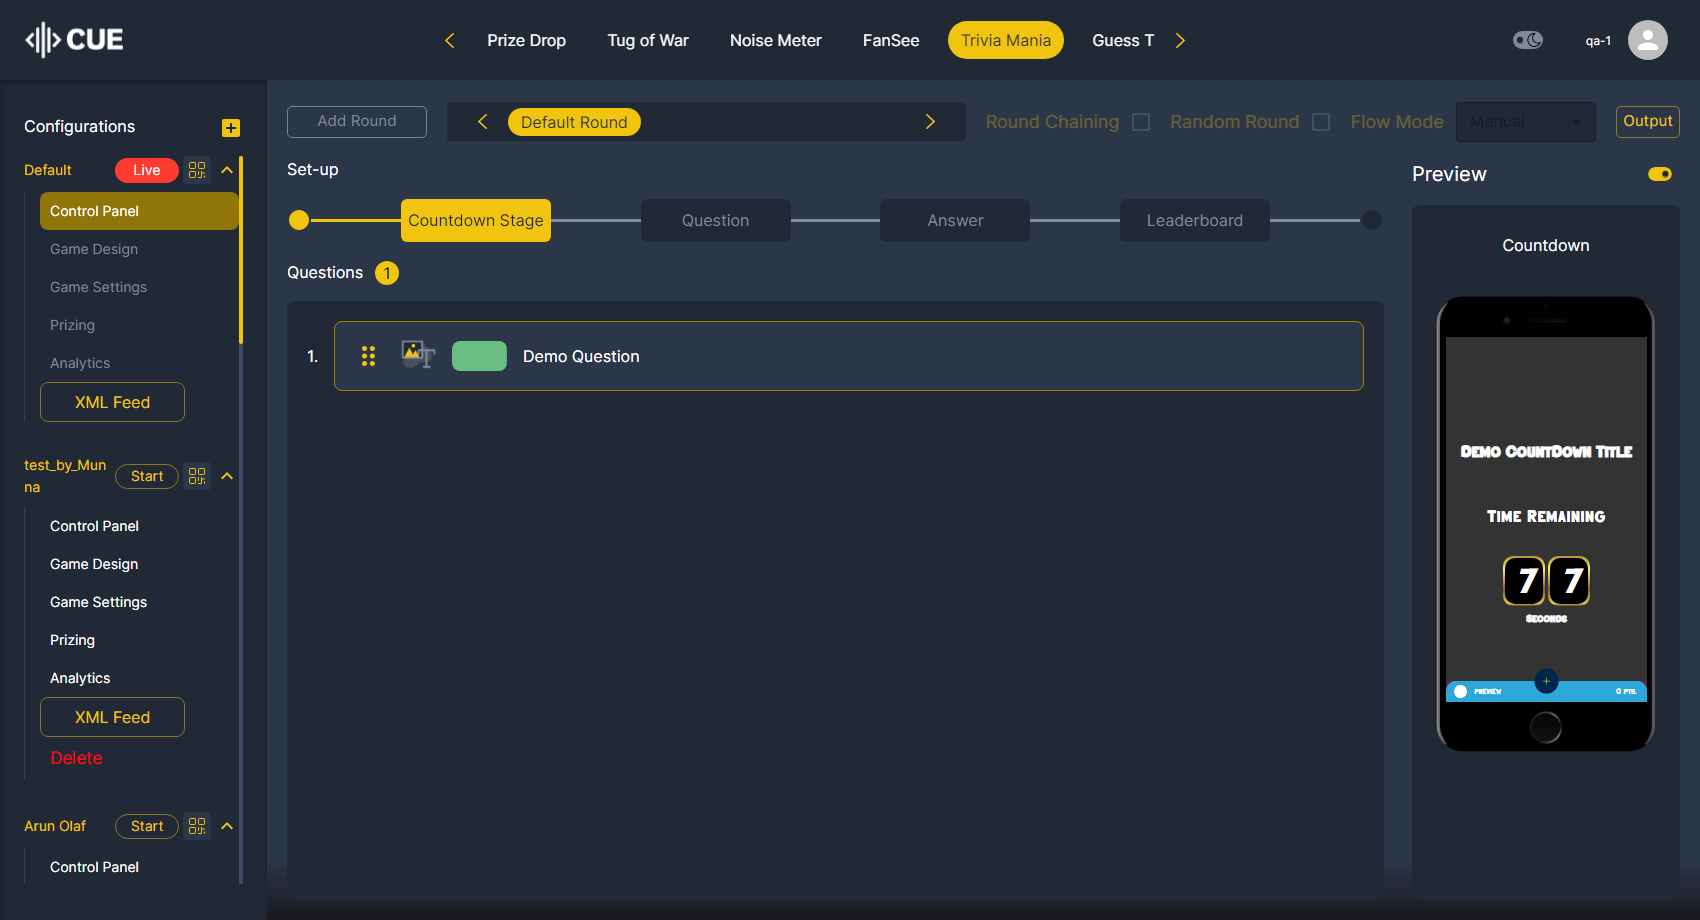 CUE
Prize Drop
Tug of War
Noise Meter
FanSee
Trivia Mania
Guess T
qa-1
Configurations
Default
Live
Control Panel
Game Design
Game Settings
Prizing
Analytics
XML Feed
test_by_Mun
na
Start
Control Panel
Game Design
Game Settings
Prizing
Analytics
XML Feed
Delete
Arun Olaf
Start
Control Panel
Add Round
Default Round
Round Chaining
Random Round
Flow Mode
Manual
Output
Set-up
Countdown Stage
Question
Answer
Leaderboard
Questions
1
1.
Demo Question
Preview
Countdown
Demo CountDown Title
Time Remaining
7 7
Seconds
PREVIEW
0 PTS.